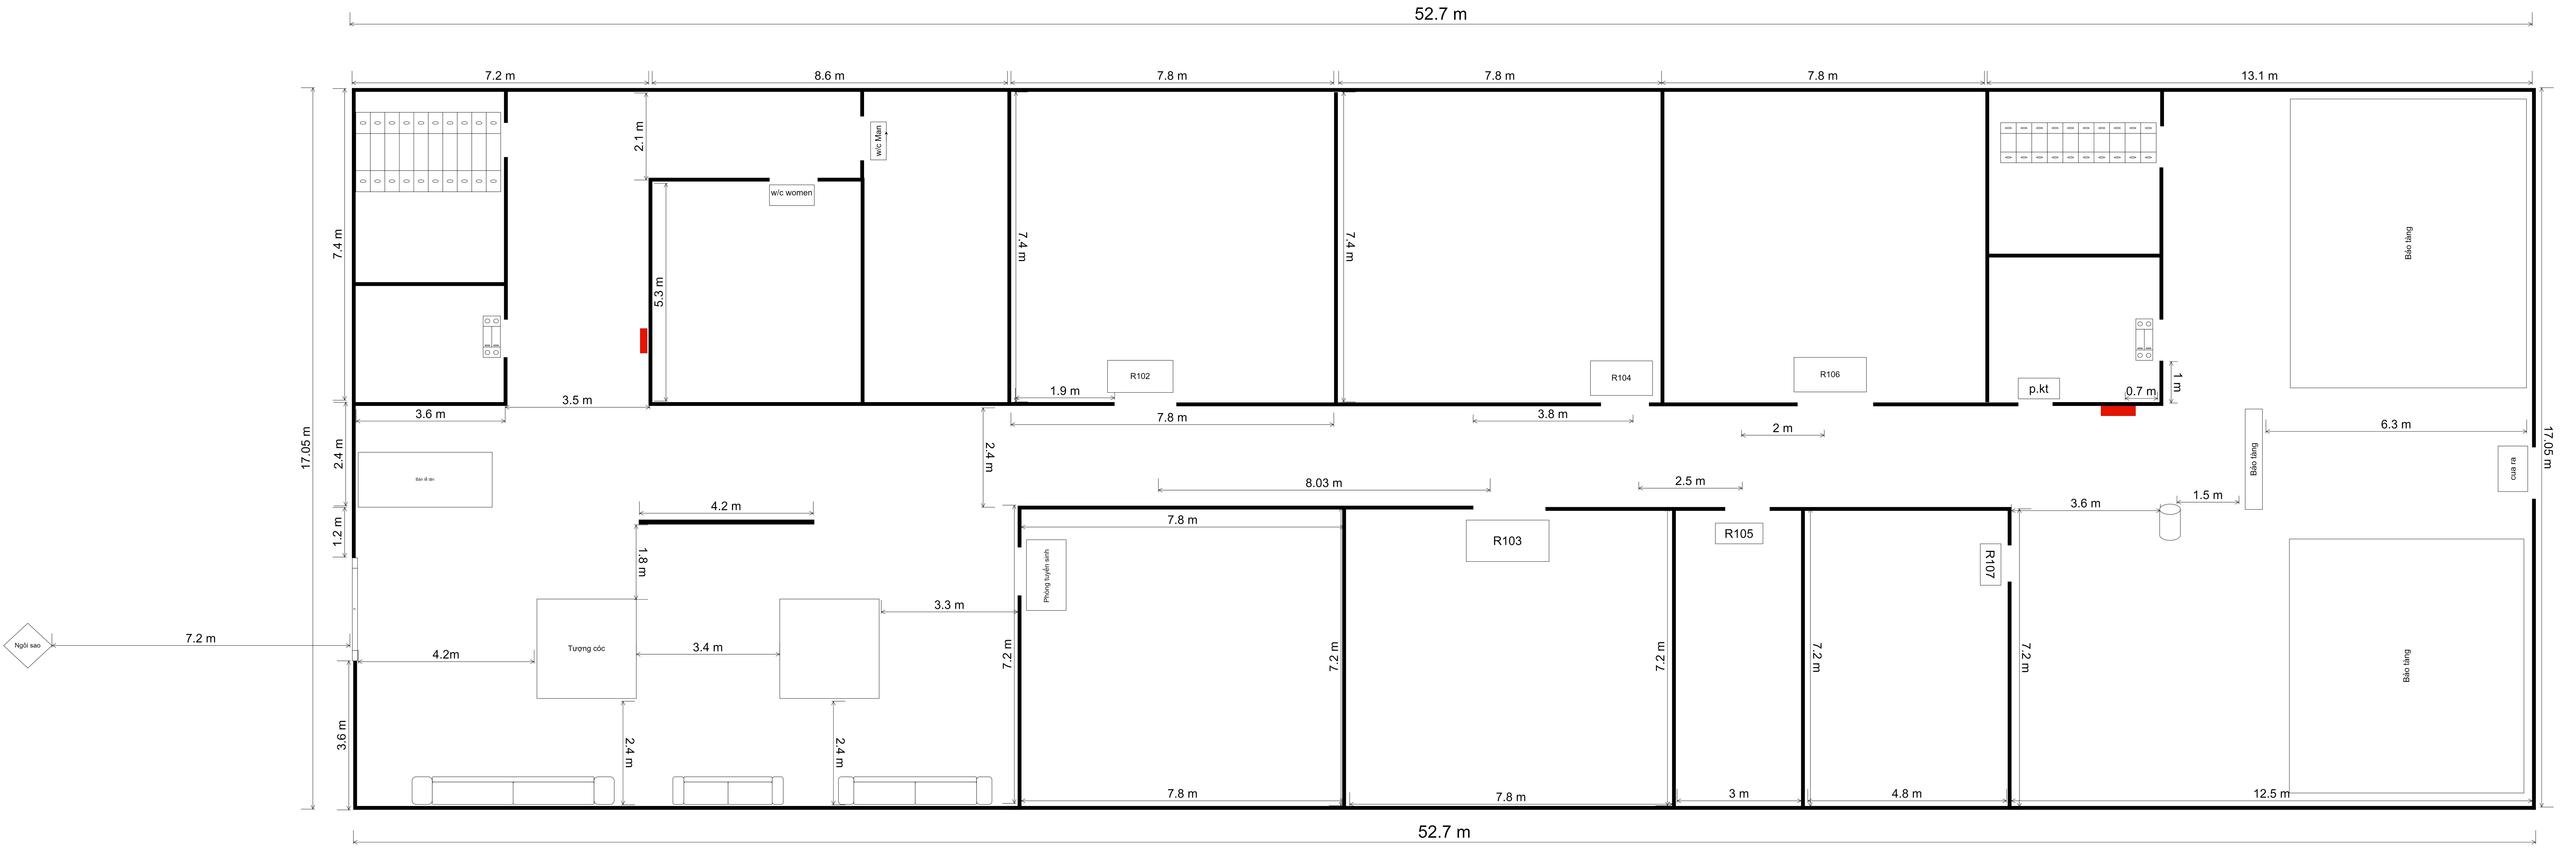 52.7 m
7.2 m
8.6 m
7.8 m
7.8 m
7.8 m
13.1 m
2.1 m
w/c Man
w/c women
7.4 m
5.3 m
7.4 m
7.4 m
Bảo tàng
R102
R104
R106
p.kt
1 m
0.7 m
1.9 m
3.6 m
3.5 m
7.8 m
3.8 m
2 m
6.3 m
17.05 m
2.4 m
2.4 m
Bàn lễ tân
8.03 m
2.5 m
Bảo tàng
cua ra
17.05 m
1.5 m
3.6 m
4.2 m
1.2 m
1.8 m
7.8 m
R103
R105
R107
Phòng tuyển sinh
3.3 m
Ngôi sao
7.2 m
4.2m
Tượng cóc
3.4 m
7.2 m
7.2 m
7.2 m
7.2 m
7.2 m
Bảo tàng
3.6 m
2.4 m
2.4 m
7.8 m
7.8 m
3 m
4.8 m
12.5 m
52.7 m